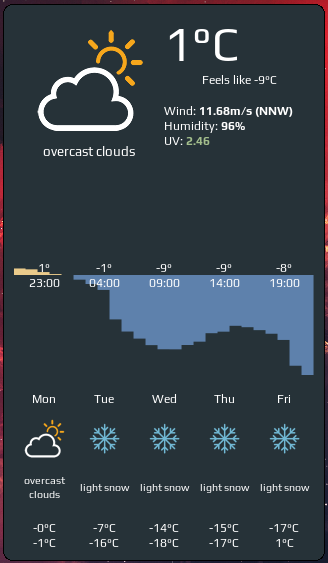 1°C
Feels like -9°C
Wind: 11.68m/s (NNW)
Humidity: 96%
UV: 2.46
overcast clouds
1° -1° -9° -9° -8°
23:00 04:00 09:00 14:00 19:00
Mon Tue Wed Thu Fri
overcast
clouds
light snow light snow light snow light snow
-0°C -7°C -14°C -15°C -17°C
-1°C -16°C -18°C -17°C 1°C